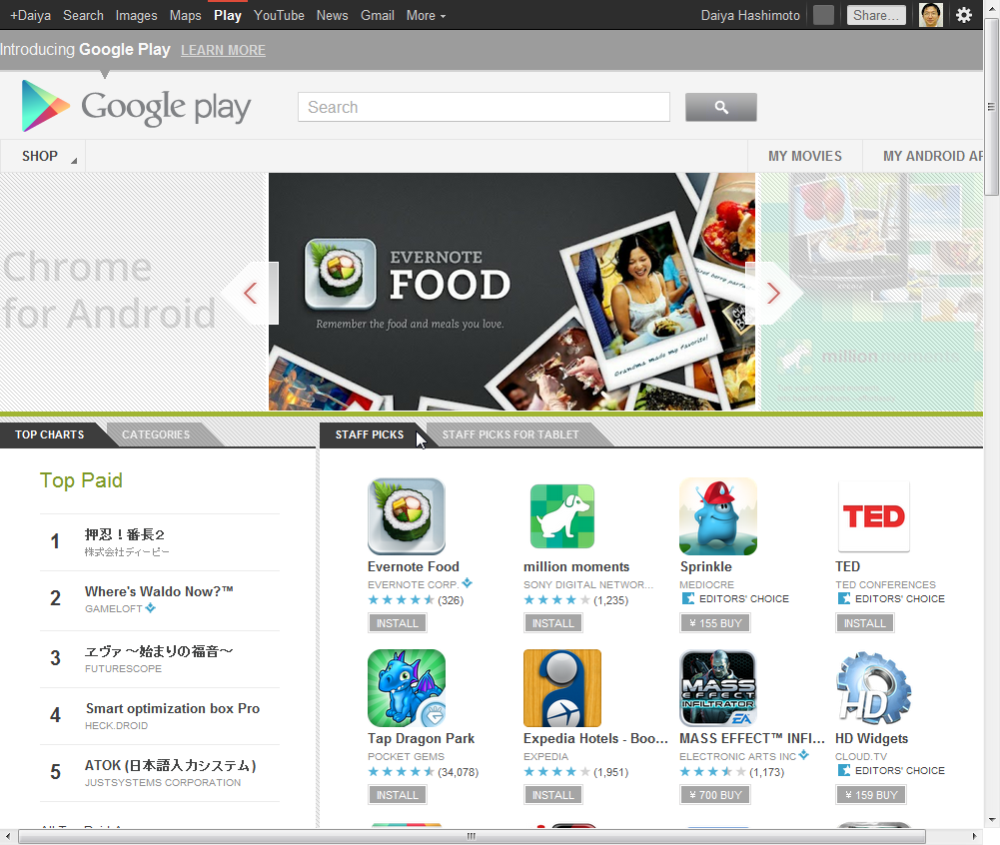 +Daiya Search Images Maps Play YouTube News Gmail More
Daiya Hashimoto Share…
Introducing Google Play LEARN MORE
Google play
Search
SHOP
MY MOVIES
MY ANDROID AP
Chrome
for Android
EVERNOTE
FOOD
Remember the food and meals you love.
Grandma made my favorite!
million moments
TOP CHARTS
CATEGORIES
STAFF PICKS
STAFF PICKS FOR TABLET
Top Paid
1
押忍！番長２
株式会社ディーピー
2
Where's Waldo Now?™
GAMELOFT
3
ヱヴァ ～始まりの福音～
FUTURESCOPE
4
Smart optimization box Pro
HECK.DROID
5
ATOK (日本語入力システム)
JUSTSYSTEMS CORPORATION
Evernote Food
EVERNOTE CORP.
(326)
INSTALL
million moments
SONY DIGITAL NETWOR...
(1,235)
INSTALL
Sprinkle
MEDIOCRE
EDITORS' CHOICE
¥ 155 BUY
TED
TED
TED CONFERENCES
EDITORS' CHOICE
INSTALL
Tap Dragon Park
POCKET GEMS
(34,078)
INSTALL
Expedia Hotels - Boo...
EXPEDIA
(1,951)
INSTALL
MASS
EFFECT
INFILTRATOR
EA
MASS EFFECT™ INFI...
ELECTRONIC ARTS INC
(1,173)
¥ 700 BUY
HD
HD Widgets
CLOUD.TV
EDITORS' CHOICE
¥ 159 BUY